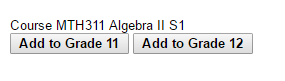 Course MTH311 Algebra II S1
Add to Grade 11 Add to Grade 12